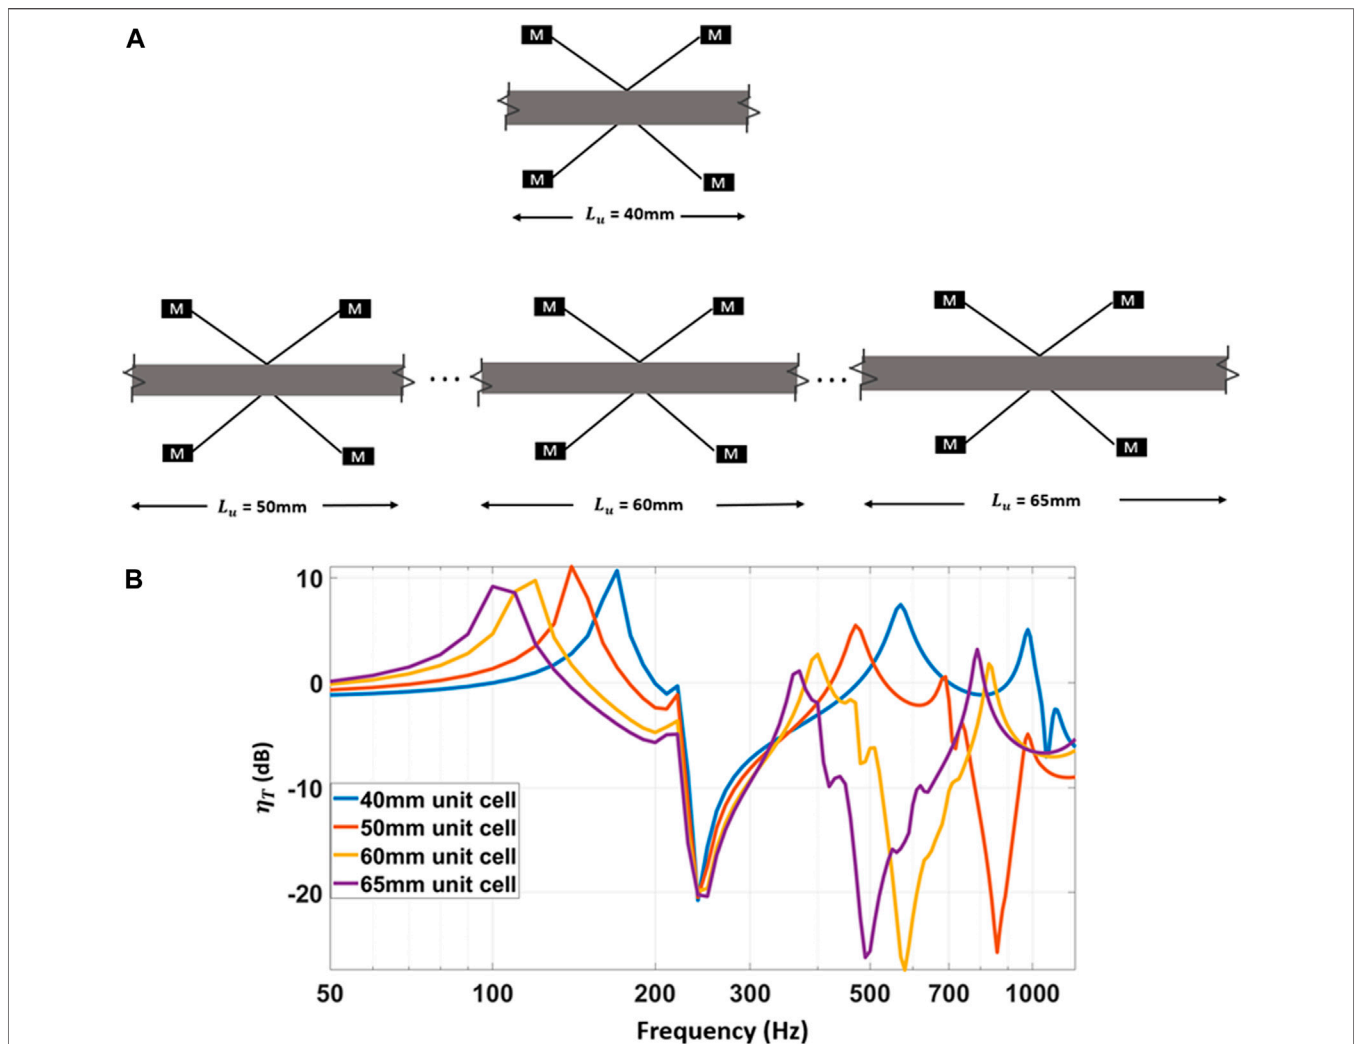 A
M M
M M
L_u = 40mm
M M M M M M
... ...
M M M M M M
L_u = 50mm L_u = 60mm L_u = 65mm
B
10
0
-10
-20
η_T (dB)
40mm unit cell
50mm unit cell
60mm unit cell
65mm unit cell
50 100 200 300 500 700 1000
Frequency (Hz)